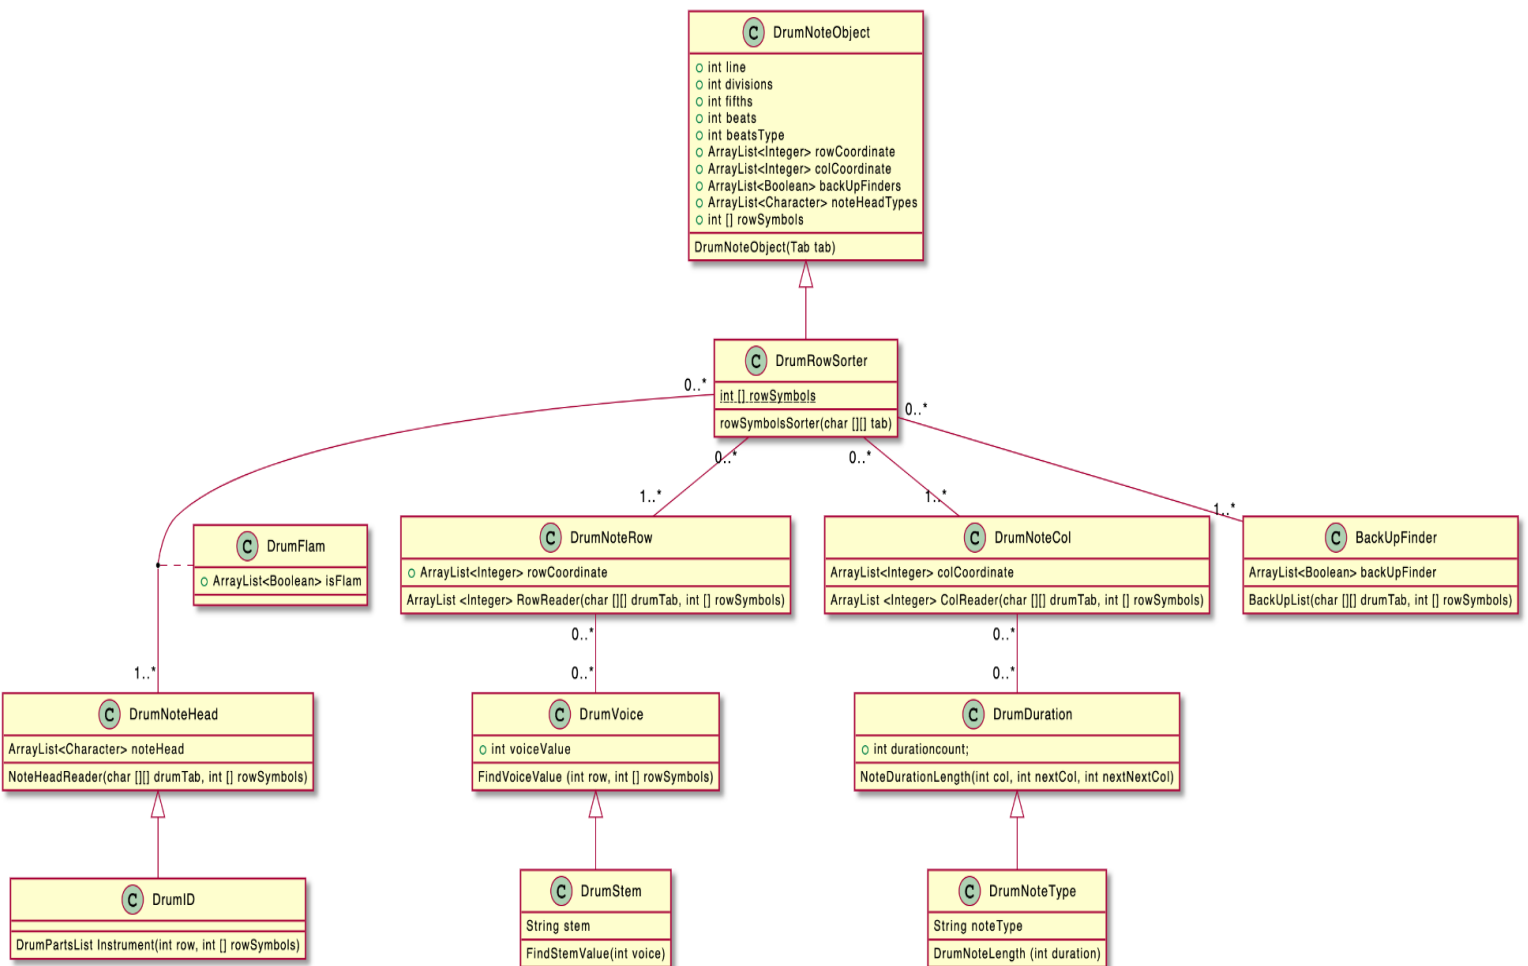 C DrumNoteObject
int line
int divisions
int fifths
int beats
int beatsType
ArrayList<Integer> rowCoordinate
ArrayList<Integer> colCoordinate
ArrayList<Boolean> backUpFinders
ArrayList<Character> noteHeadTypes
int [] rowSymbols
DrumNoteObject(Tab tab)
C DrumRowSorter
int [] rowSymbols
rowSymbolsSorter(char [][] tab)
0..*
0..*
0..*
0..*
1..*
1..*
1..*
C DrumFlam
ArrayList<Boolean> isFlam
C DrumNoteRow
ArrayList<Integer> rowCoordinate
ArrayList <Integer> RowReader(char [][] drumTab, int [] rowSymbols)
C DrumNoteCol
ArrayList<Integer> colCoordinate
ArrayList <Integer> ColReader(char [][] drumTab, int [] rowSymbols)
C BackUpFinder
ArrayList<Boolean> backUpFinder
BackUpList(char [][] drumTab, int [] rowSymbols)
0..*
0..*
1..*
0..*
0..*
C DrumNoteHead
ArrayList<Character> noteHead
NoteHeadReader(char [][] drumTab, int [] rowSymbols)
C DrumVoice
int voiceValue
FindVoiceValue (int row, int [] rowSymbols)
C DrumDuration
int durationcount;
NoteDurationLength(int col, int nextCol, int nextNextCol)
C DrumID
DrumPartsList Instrument(int row, int [] rowSymbols)
C DrumStem
String stem
FindStemValue(int voice)
C DrumNoteType
String noteType
DrumNoteLength (int duration)